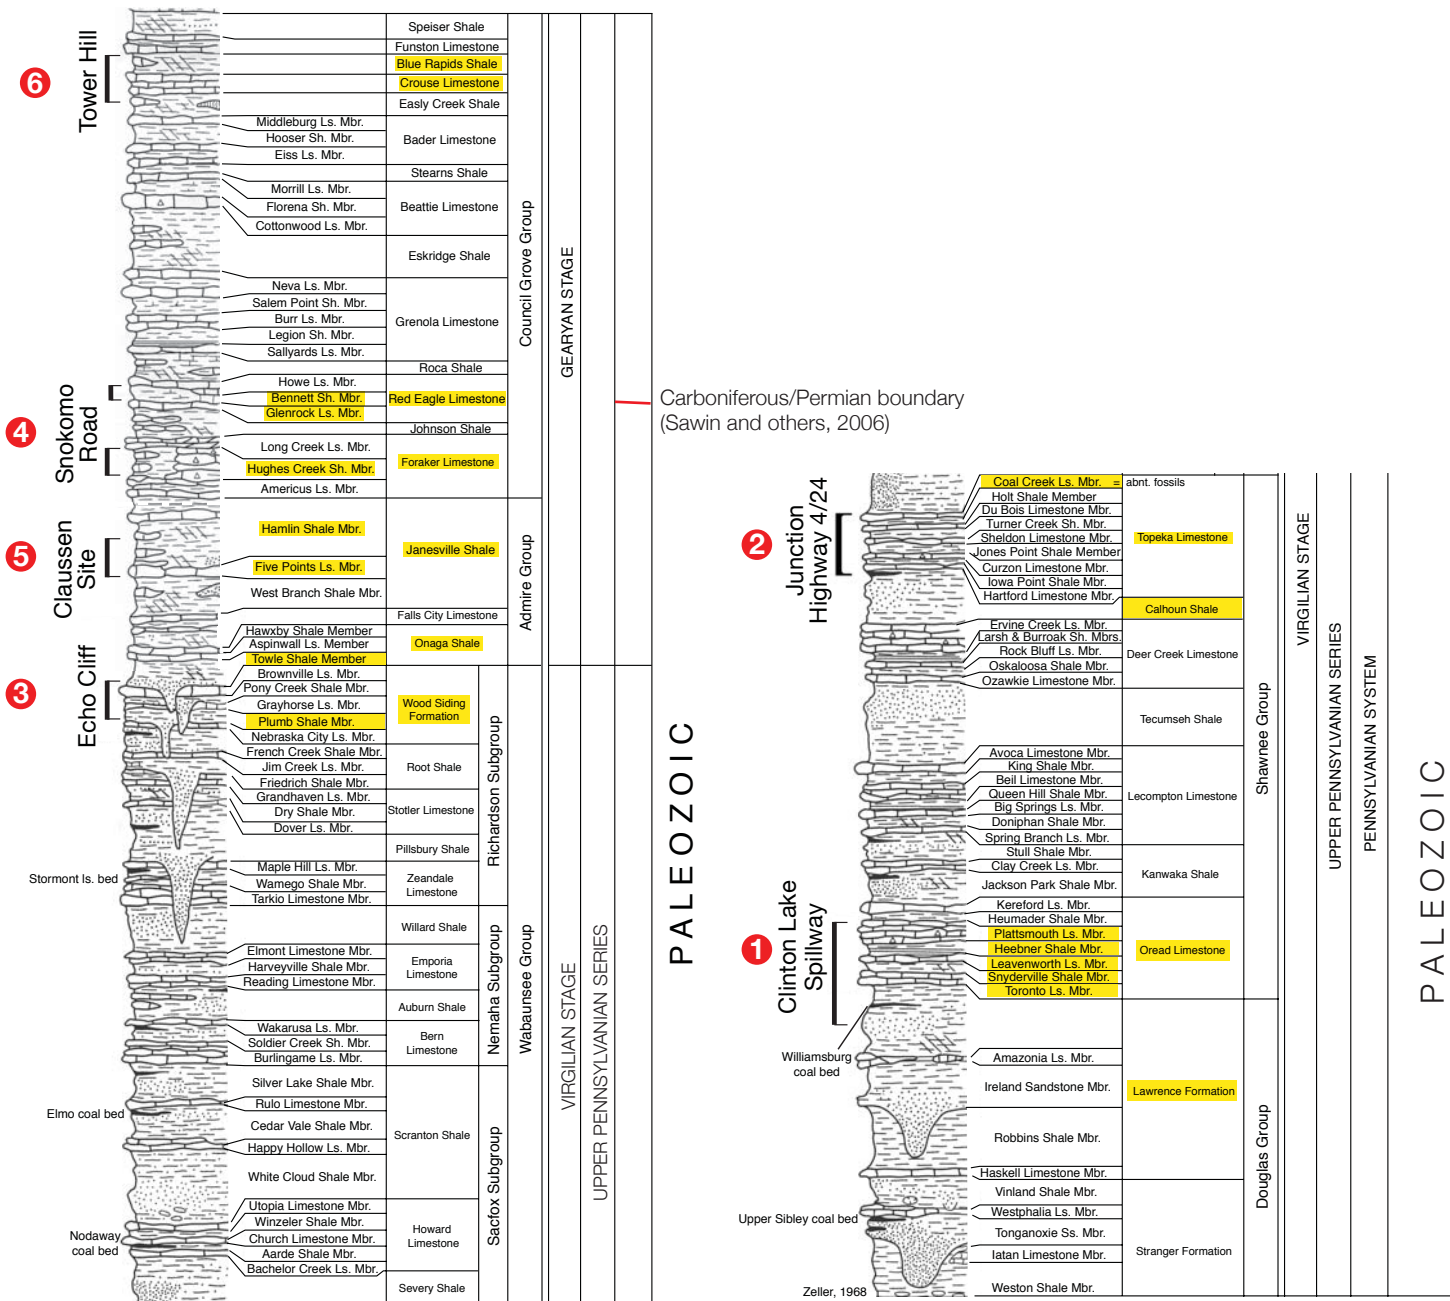 6
Tower Hill
Speiser Shale
Funston Limestone
Blue Rapids Shale
Crouse Limestone
Easly Creek Shale
Middleburg Ls. Mbr.
Hooser Sh. Mbr.
Eiss Ls. Mbr.
Bader Limestone
Stearns Shale
Morrill Ls. Mbr.
Florena Sh. Mbr.
Cottonwood Ls. Mbr.
Beattie Limestone
Eskridge Shale
Neva Ls. Mbr.
Salem Point Sh. Mbr.
Burr Ls. Mbr.
Legion Sh. Mbr.
Sallyards Ls. Mbr.
Grenola Limestone
Roca Shale
4
Snokomo
Road
Howe Ls. Mbr.
Bennett Sh. Mbr.
Glenrock Ls. Mbr.
Red Eagle Limestone
Johnson Shale
Long Creek Ls. Mbr.
Hughes Creek Sh. Mbr.
Americus Ls. Mbr.
Foraker Limestone
Council Grove Group
GEARYAN STAGE
Carboniferous/Permian boundary
(Sawin and others, 2006)
5
Claussen
Site
Hamlin Shale Mbr.
Five Points Ls. Mbr.
West Branch Shale Mbr.
Janesville Shale
Falls City Limestone
Hawxby Shale Member
Aspinwall Ls. Member
Towle Shale Member
Onaga Shale
Admire Group
3
Echo Cliff
Brownville Ls. Mbr.
Pony Creek Shale Mbr.
Grayhorse Ls. Mbr.
Plumb Shale Mbr.
Nebraska City Ls. Mbr.
Wood Siding
Formation
French Creek Shale Mbr.
Jim Creek Ls. Mbr.
Friedrich Shale Mbr.
Root Shale
Grandhaven Ls. Mbr.
Dry Shale Mbr.
Dover Ls. Mbr.
Stotler Limestone
Pillsbury Shale
Stormont ls. bed
Maple Hill Ls. Mbr.
Wamego Shale Mbr.
Tarkio Limestone Mbr.
Zeandale
Limestone
Richardson Subgroup
Willard Shale
Elmont Limestone Mbr.
Harveyville Shale Mbr.
Reading Limestone Mbr.
Emporia
Limestone
Auburn Shale
Wakarusa Ls. Mbr.
Soldier Creek Sh. Mbr.
Burlingame Ls. Mbr.
Bern
Limestone
Nemaha Subgroup
Silver Lake Shale Mbr.
Elmo coal bed
Rulo Limestone Mbr.
Cedar Vale Shale Mbr.
Happy Hollow Ls. Mbr.
White Cloud Shale Mbr.
Scranton Shale
Utopia Limestone Mbr.
Winzeler Shale Mbr.
Church Limestone Mbr.
Aarde Shale Mbr.
Bachelor Creek Ls. Mbr.
Nodaway
coal bed
Howard
Limestone
Severy Shale
Sacfox Subgroup
Wabaunsee Group
VIRGILIAN STAGE
UPPER PENNSYLVANIAN SERIES
PALEOZOIC
2
Junction
Highway 4/24
Coal Creek Ls. Mbr. = abnt. fossils
Holt Shale Member
Du Bois Limestone Mbr.
Turner Creek Sh. Mbr.
Sheldon Limestone Mbr.
Jones Point Shale Member
Curzon Limestone Mbr.
Iowa Point Shale Mbr.
Hartford Limestone Mbr.
Topeka Limestone
Calhoun Shale
Ervine Creek Ls. Mbr.
Larsh & Burroak Sh. Mbrs.
Rock Bluff Ls. Mbr.
Oskaloosa Shale Mbr.
Ozawkie Limestone Mbr.
Deer Creek Limestone
Tecumseh Shale
Avoca Limestone Mbr.
King Shale Mbr.
Beil Limestone Mbr.
Queen Hill Shale Mbr.
Big Springs Ls. Mbr.
Doniphan Shale Mbr.
Spring Branch Ls. Mbr.
Lecompton Limestone
Stull Shale Mbr.
Clay Creek Ls. Mbr.
Jackson Park Shale Mbr.
Kanwaka Shale
1
Clinton Lake
Spillway
Kereford Ls. Mbr.
Heumader Shale Mbr.
Plattsmouth Ls. Mbr.
Heebner Shale Mbr.
Leavenworth Ls. Mbr.
Snyderville Shale Mbr.
Toronto Ls. Mbr.
Oread Limestone
Shawnee Group
Williamsburg
coal bed
Amazonia Ls. Mbr.
Ireland Sandstone Mbr.
Robbins Shale Mbr.
Haskell Limestone Mbr.
Lawrence Formation
Vinland Shale Mbr.
Westphalia Ls. Mbr.
Upper Sibley coal bed
Tonganoxie Ss. Mbr.
Iatan Limestone Mbr.
Weston Shale Mbr.
Stranger Formation
Douglas Group
VIRGILIAN STAGE
UPPER PENNSYLVANIAN SERIES
PENNSYLVANIAN SYSTEM
PALEOZOIC
Zeller, 1968